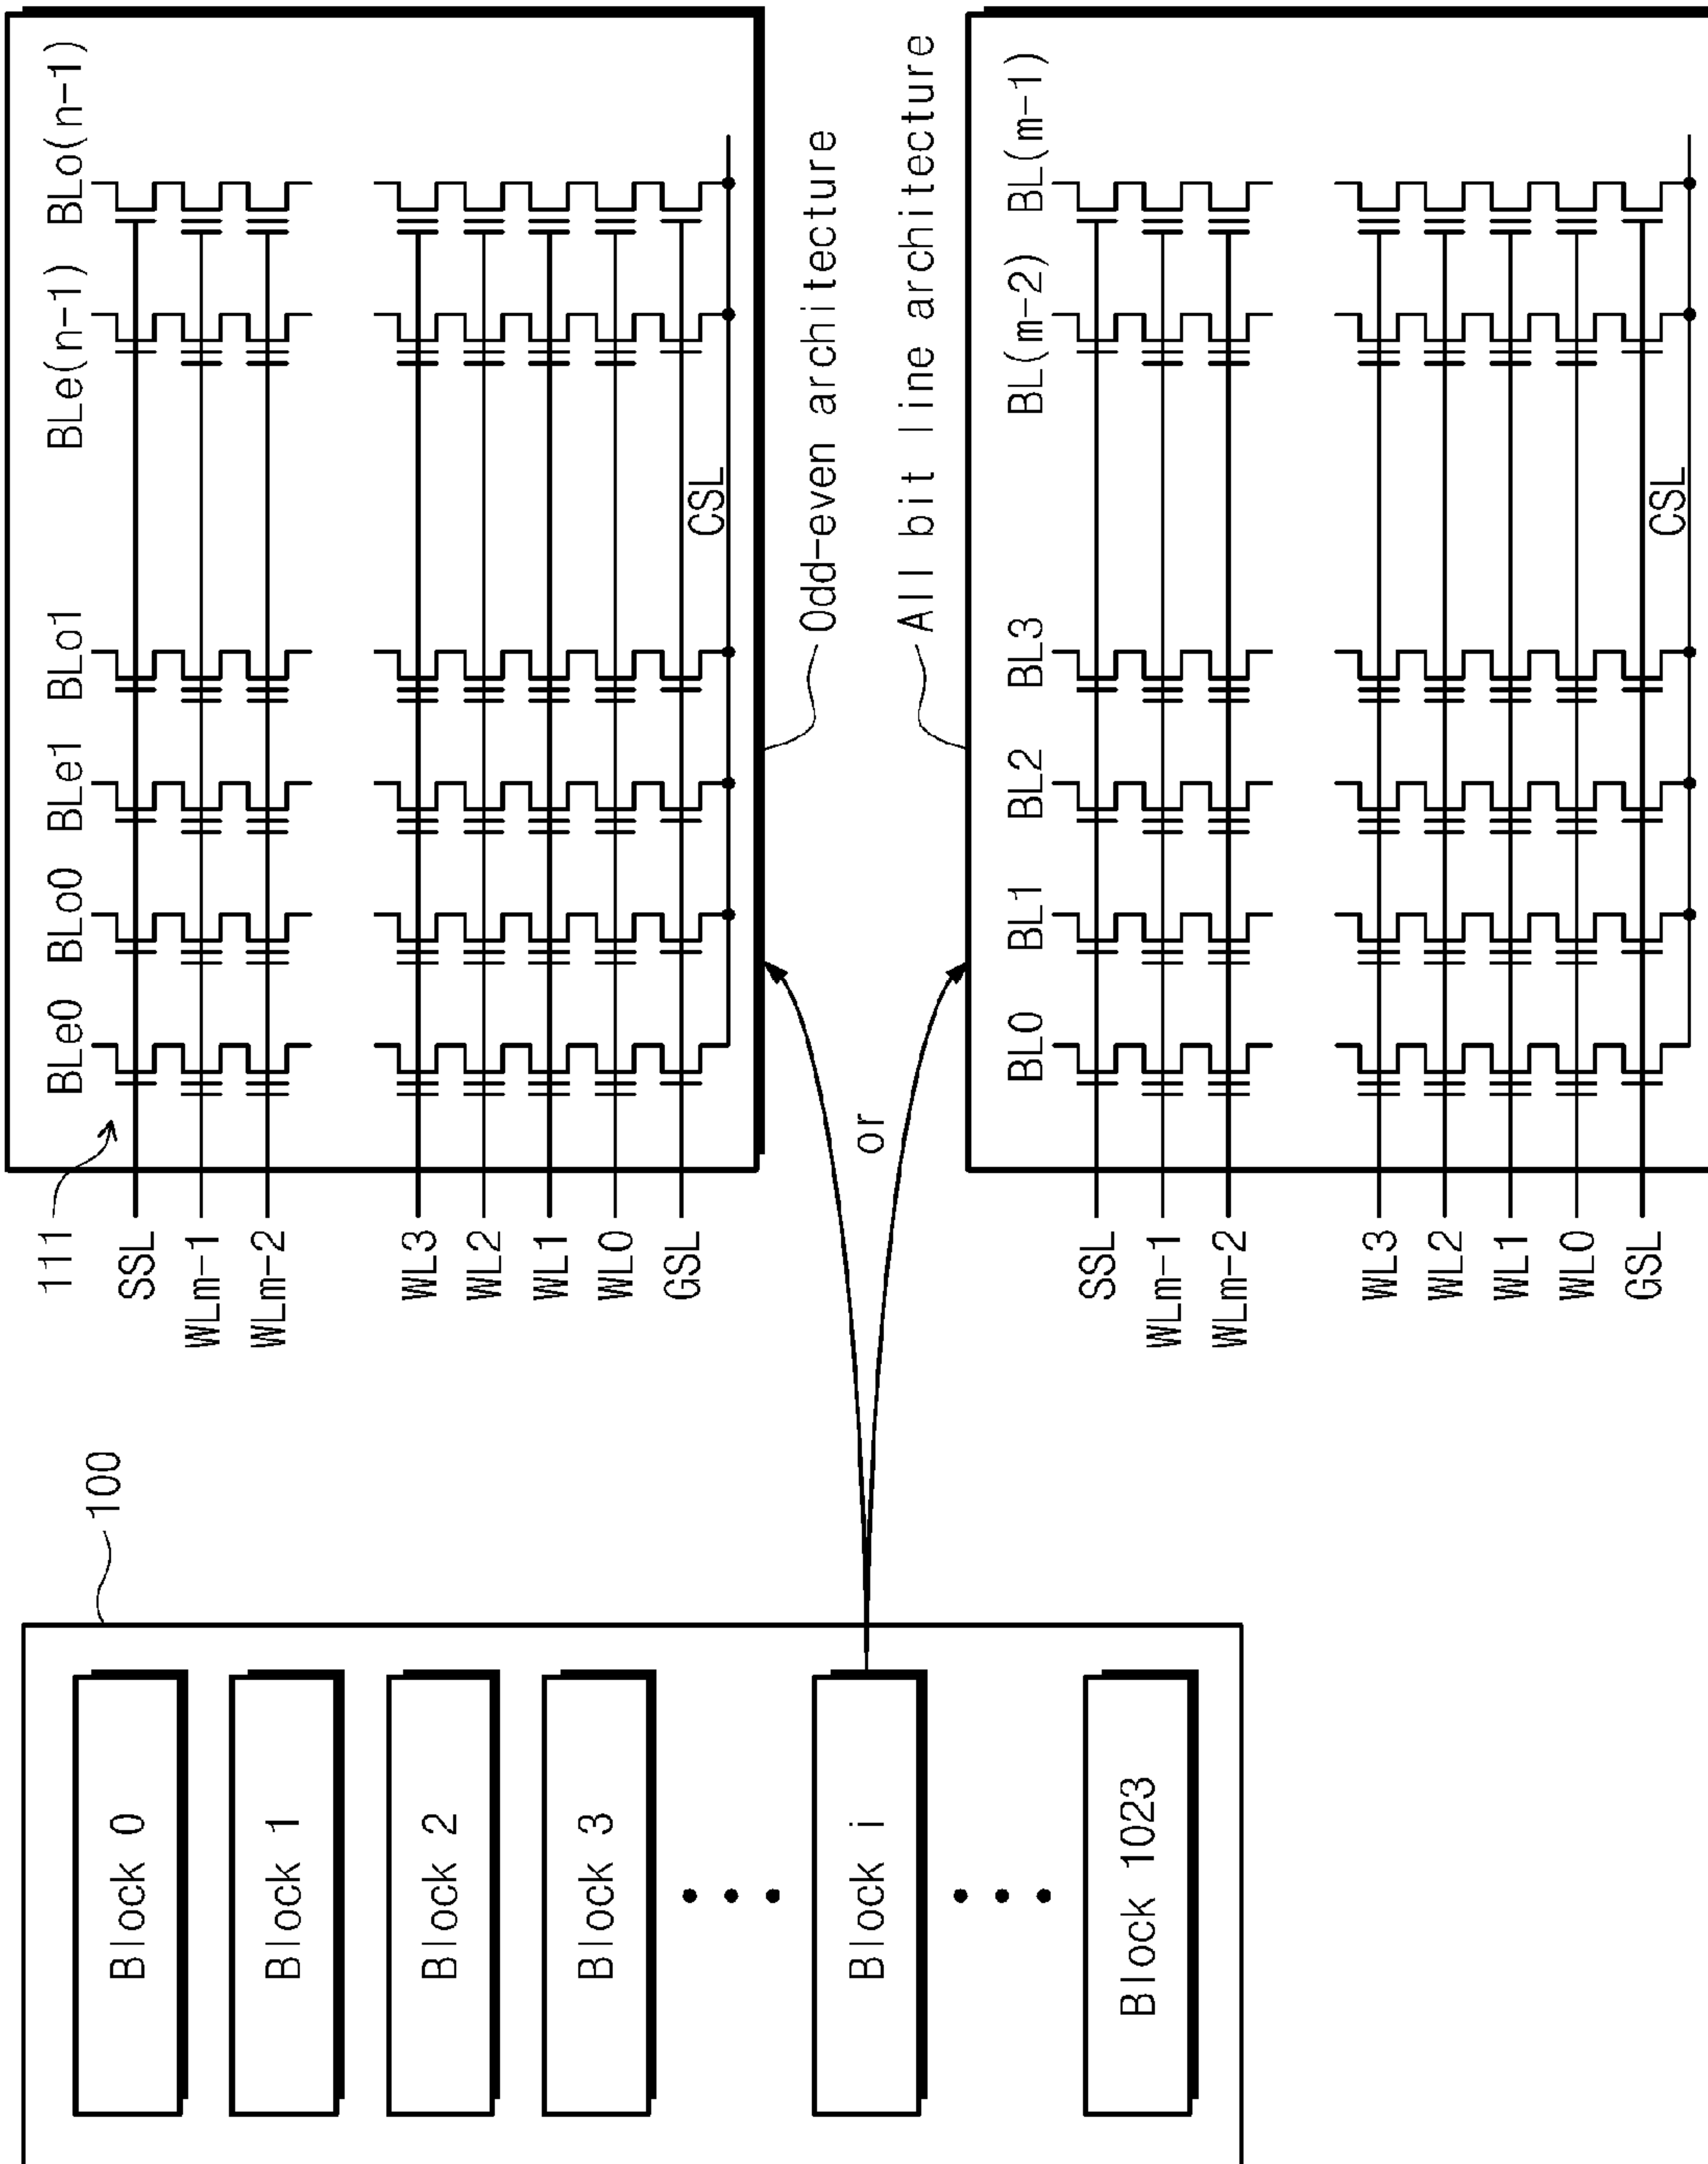 100
Block 0
Block 1
Block 2
Block 3
Block i
Block 1023
or
111
BLe0 BLo0 BLe1 BLo1 BLe(n-1) BLo(n-1)
SSL
WLm-1
WLm-2
WL3
WL2
WL1
WL0
GSL
CSL
Odd-even architecture
All bit line architecture
BL0 BL1 BL2 BL3 BL(m-2) BL(m-1)
SSL
WLm-1
WLm-2
WL3
WL2
WL1
WL0
GSL
CSL